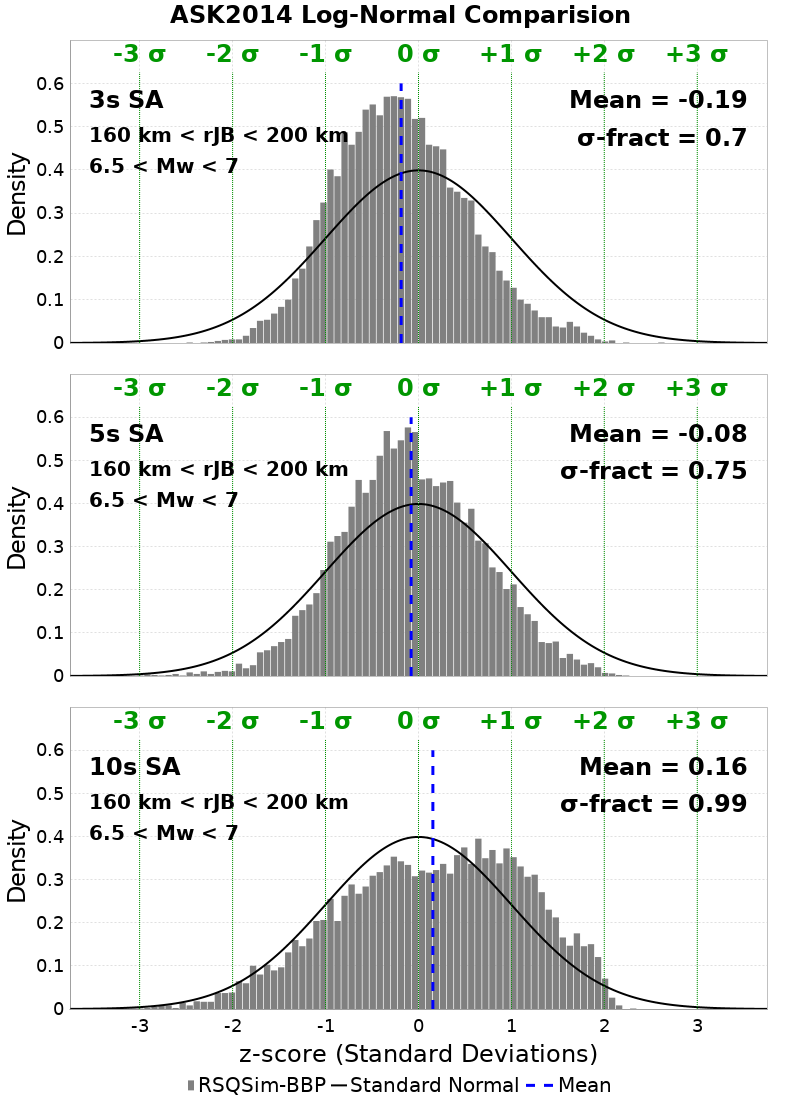 ASK2014 Log-Normal Comparision
-3 σ -2 σ -1 σ 0 σ +1 σ +2 σ +3 σ
0.6
3s SA
Mean = -0.19
0.5
160 km < rJB < 200 km
σ-fract = 0.7
0.4
6.5 < Mw < 7
Density
0.3
0.2
0.1
0
-3 σ -2 σ -1 σ 0 σ +1 σ +2 σ +3 σ
0.6
5s SA
Mean = -0.08
0.5
160 km < rJB < 200 km
σ-fract = 0.75
0.4
6.5 < Mw < 7
Density
0.3
0.2
0.1
0
-3 σ -2 σ -1 σ 0 σ +1 σ +2 σ +3 σ
0.6
10s SA
Mean = 0.16
0.5
160 km < rJB < 200 km
σ-fract = 0.99
0.4
6.5 < Mw < 7
Density
0.3
0.2
0.1
0
-3 -2 -1 0 1 2 3
z-score (Standard Deviations)
RSQSim-BBP Standard Normal Mean